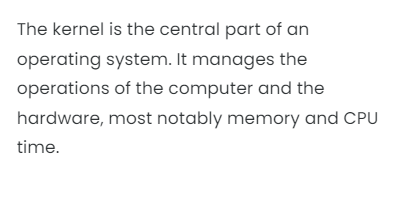 The kernel is the central part of an
operating system. It manages the
operations of the computer and the
hardware, most notably memory and CPU
time.